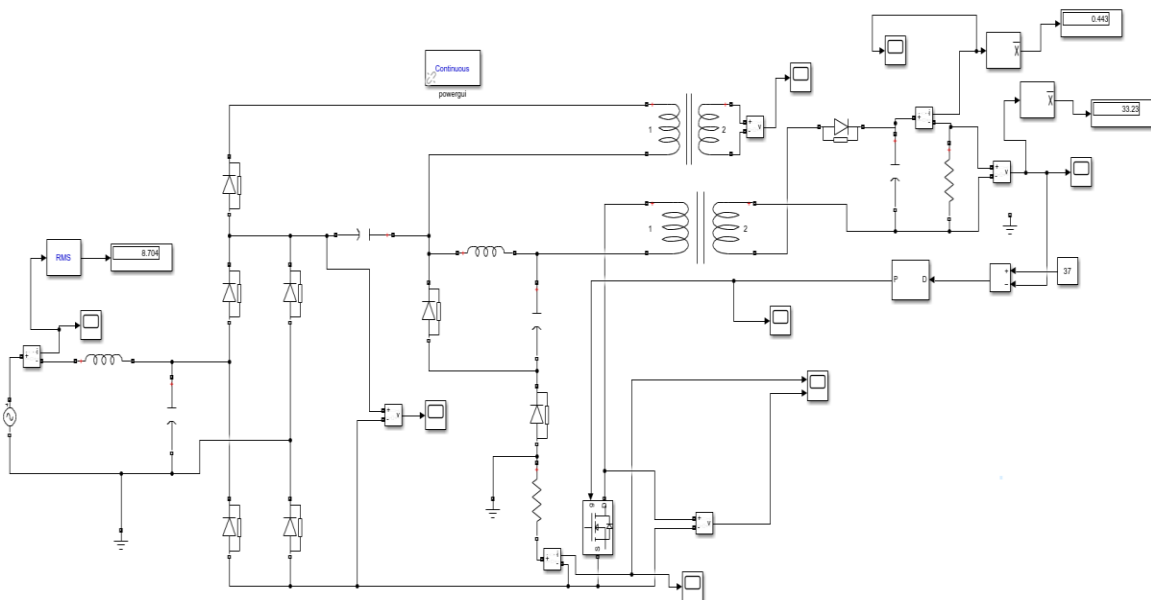 0.443
X
Continuous
powergui
X
33.23
1
2
+
-
v
+
-
i
+
-
v
1
2
RMS
8.704
P
D
+
-
37
+
-
i
+
-
v
g
D
S
+
-
v
+
-
i